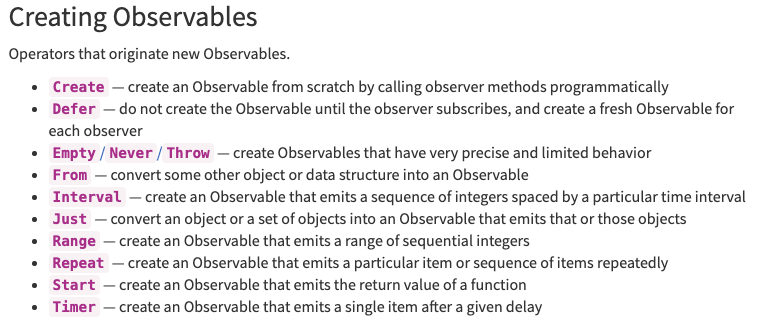 Creating Observables
Operators that originate new Observables.
• Create — create an Observable from scratch by calling observer methods programmatically
• Defer — do not create the Observable until the observer subscribes, and create a fresh Observable for
each observer
• Empty/Never/Throw — create Observables that have very precise and limited behavior
• From — convert some other object or data structure into an Observable
• Interval — create an Observable that emits a sequence of integers spaced by a particular time interval
• Just — convert an object or a set of objects into an Observable that emits that or those objects
• Range — create an Observable that emits a range of sequential integers
• Repeat — create an Observable that emits a particular item or sequence of items repeatedly
• Start — create an Observable that emits the return value of a function
• Timer — create an Observable that emits a single item after a given delay